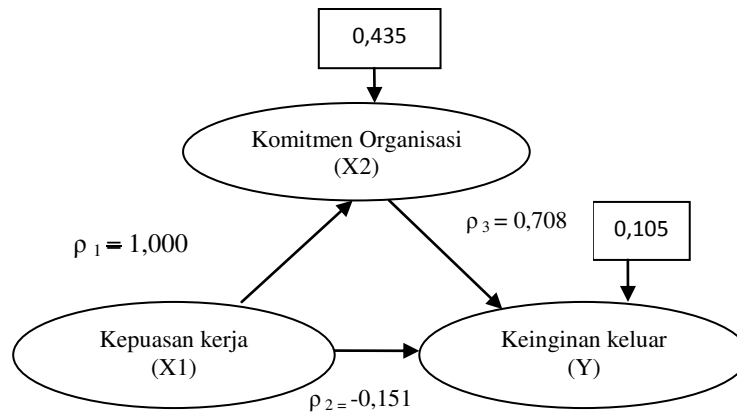 0,435
Komitmen Organisasi
(X2)
ρ 3 = 0,708
0,105
ρ 1 = 1,000
Kepuasan kerja
(X1)
Keinginan keluar
(Y)
ρ 2 = -0,151